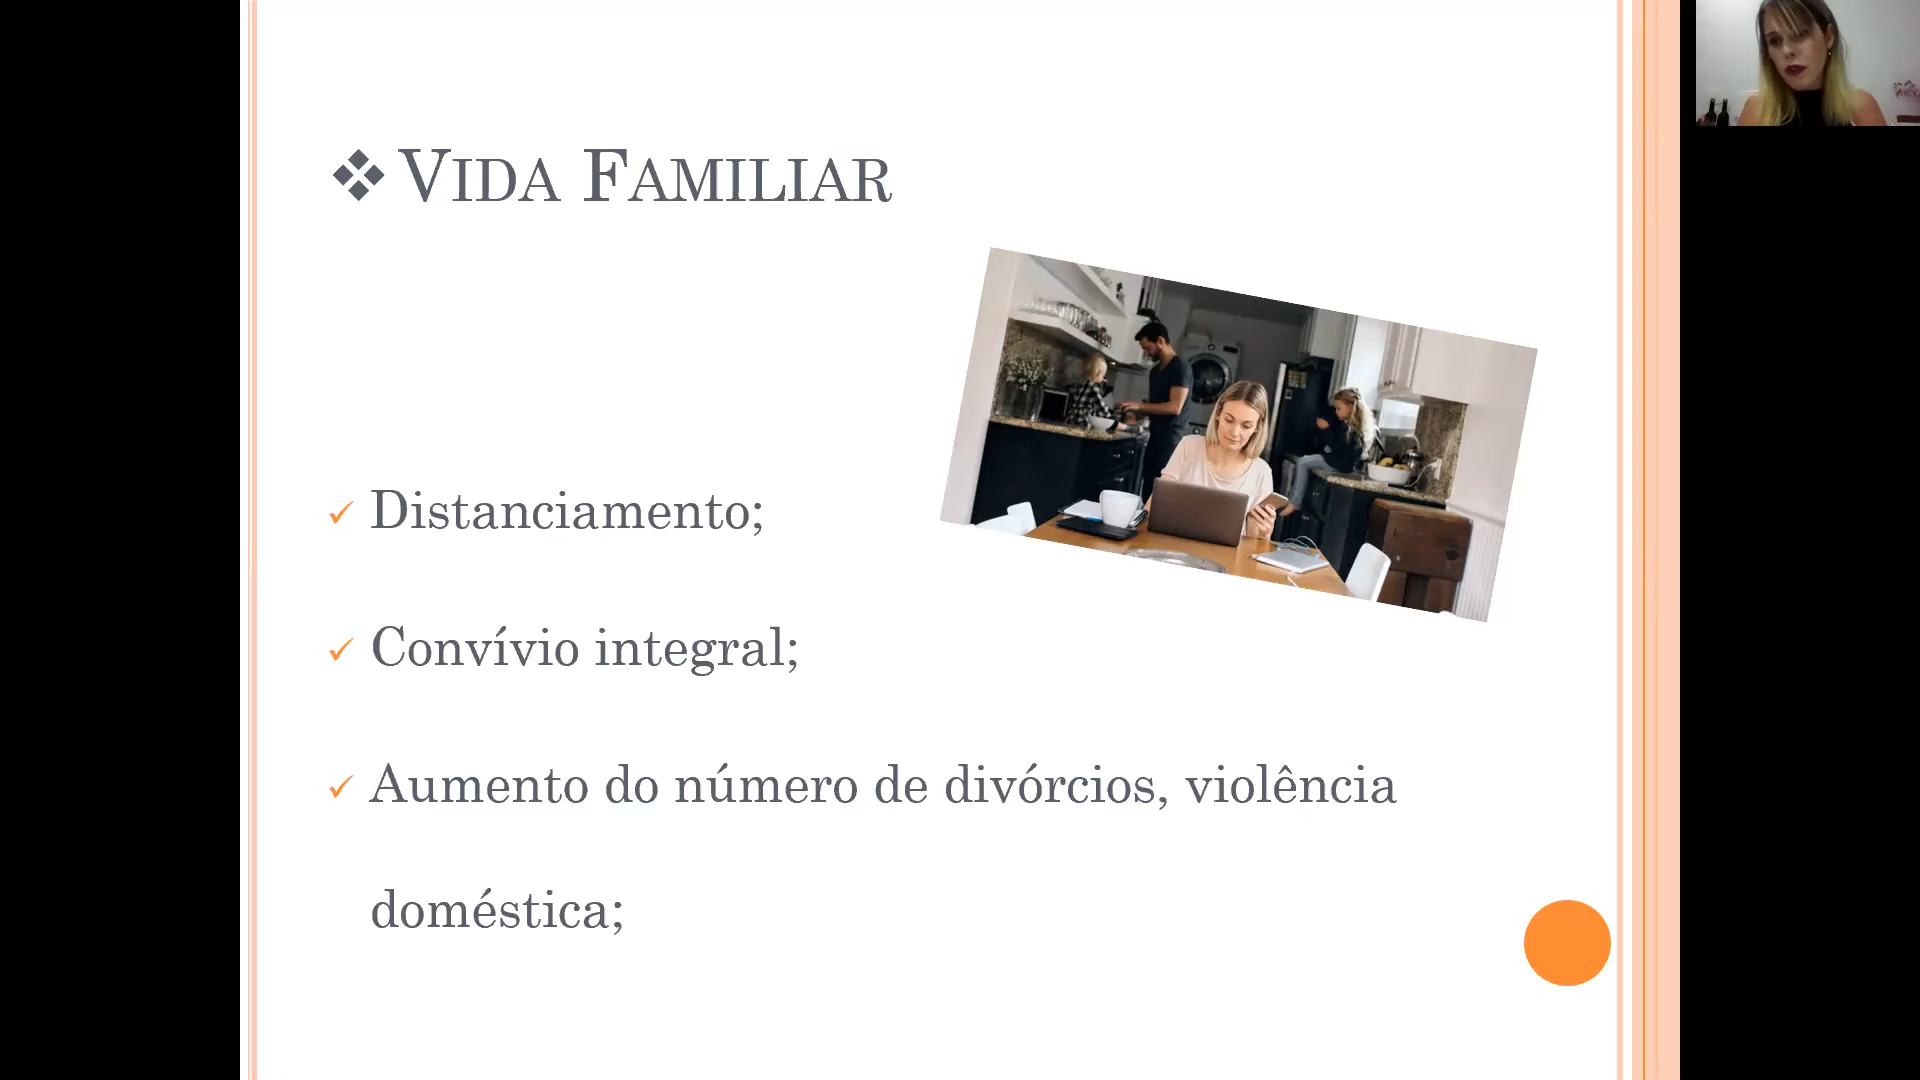 Vida Familiar
Distanciamento;
Convívio integral;
Aumento do número de divórcios, violência
doméstica;